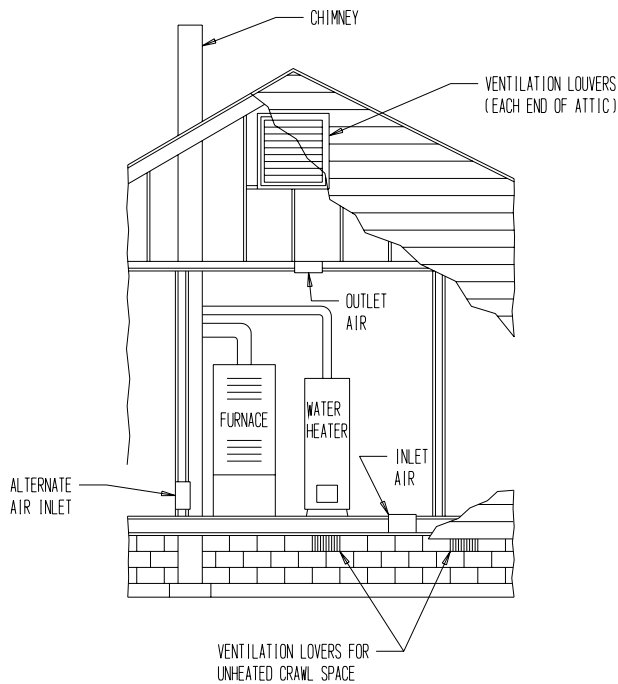 CHIMNEY
VENTILATION LOUVERS
(EACH END OF ATTIC)
OUTLET
AIR
FURNACE
WATER
HEATER
INLET
AIR
ALTERNATE
AIR INLET
VENTILATION LOVERS FOR
UNHEATED CRAWL SPACE